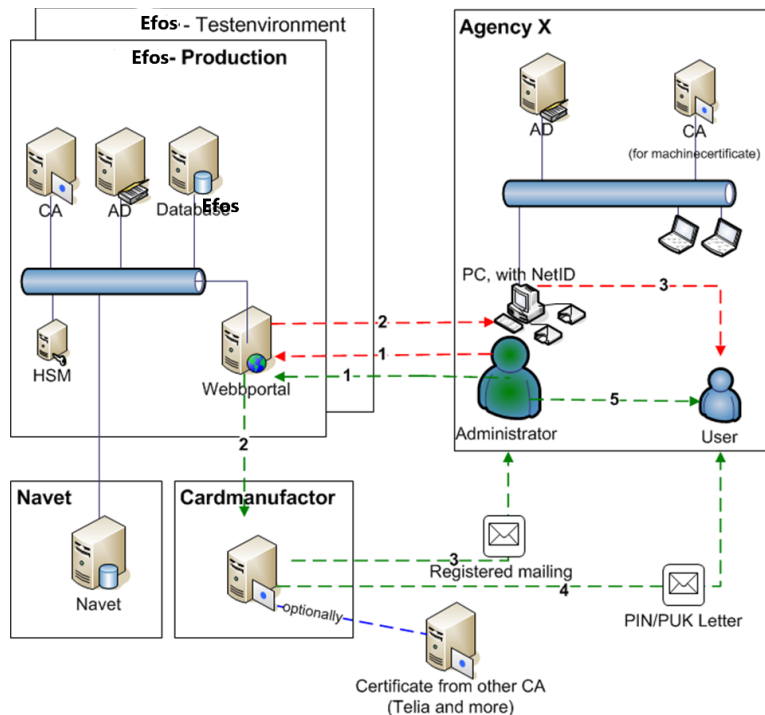 Efos - Testenvironment
Efos- Production
CA
AD
Database
Efos
HSM
Webbportal
Agency X
AD
CA
(for machinecertificate)
PC, with NetID
3
2
1
1
5
Administrator
User
2
Navet
Navet
Cardmanufactor
3
Registered mailing
4
PIN/PUK Letter
optionally
Certificate from other CA
(Telia and more)